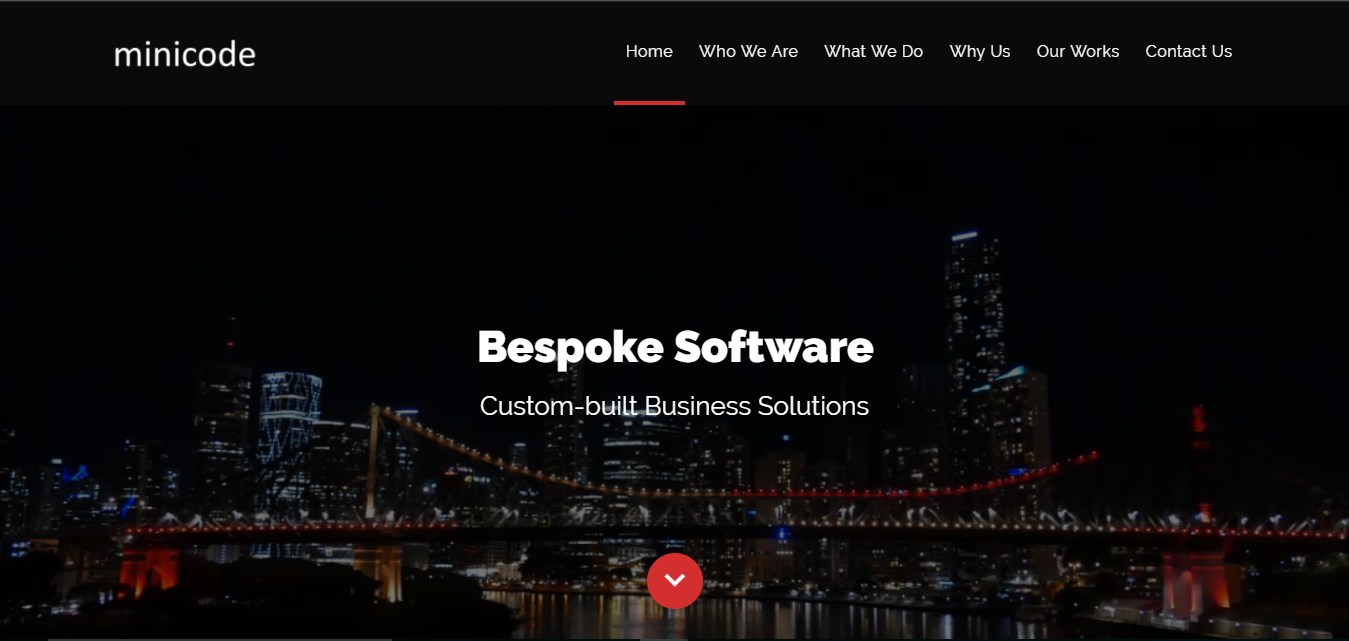 minicode
Home Who We Are What We Do Why Us Our Works Contact Us
Bespoke Software
Custom-built Business Solutions